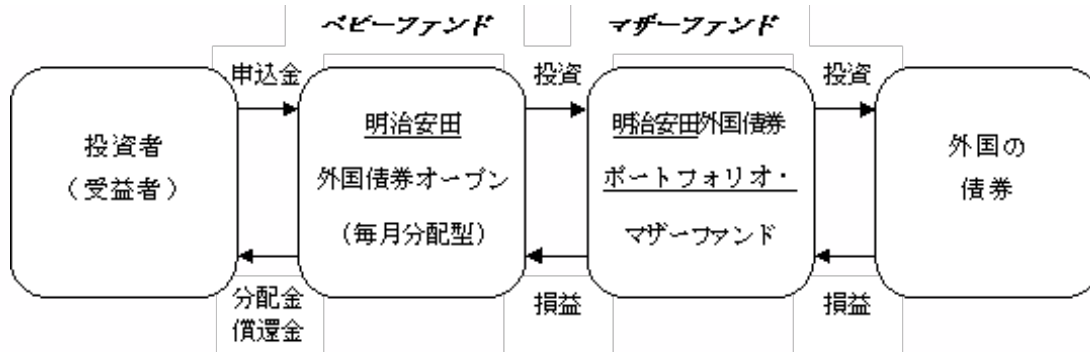 ベビーファンド
マザーファンド
申込金
投資
投資
投資者
（受益者）
明治安田
外国債券オープン
（毎月分配型）
明治安田外国債券
ポートフォリオ・
マザーファンド
外国の
債券
分配金
償還金
損益
損益